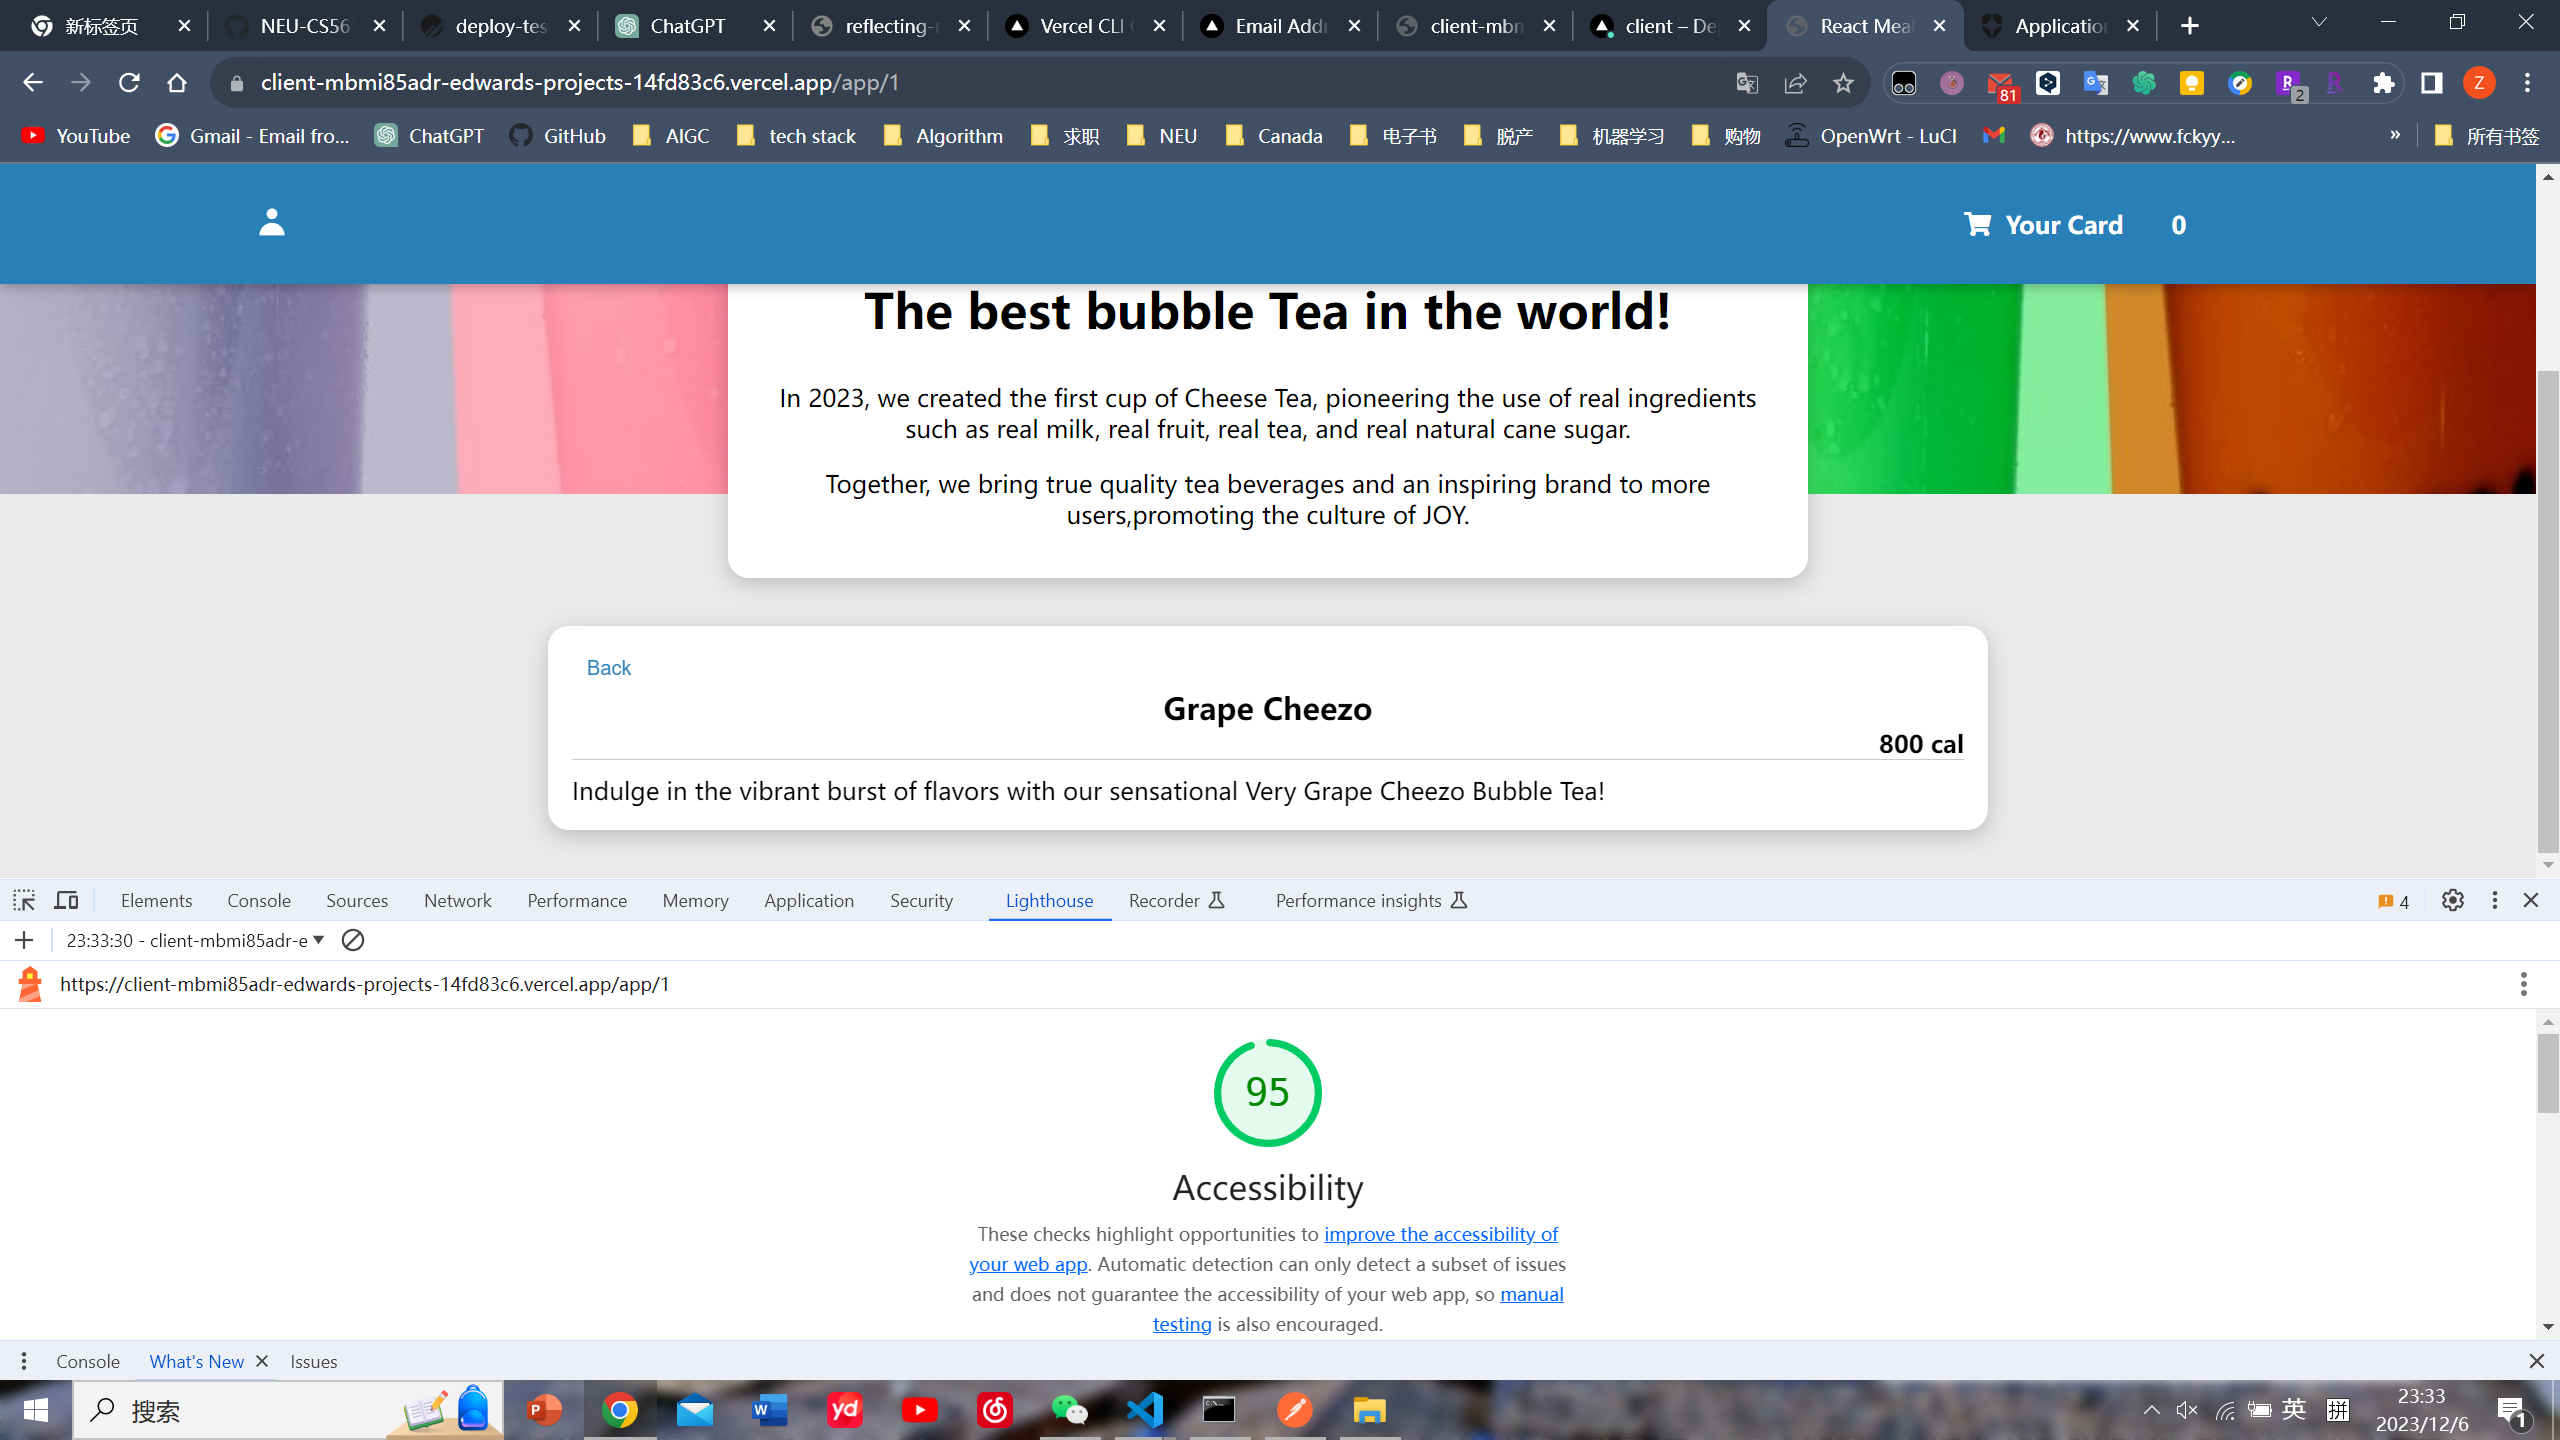 新标签页
NEU-CS56
deploy-tes
ChatGPT
reflecting-
Vercel CLI
Email Addr
client-mbm
client – De
React Meal
Application
client-mbmi85adr-edwards-projects-14fd83c6.vercel.app/app/1
81
2
Z
YouTube
Gmail - Email fro...
ChatGPT
GitHub
AIGC
tech stack
Algorithm
求职
NEU
Canada
电子书
脱产
机器学习
购物
OpenWrt - LuCI
https://www.fckyy...
»
所有书签
Your Card 0
The best bubble Tea in the world!
In 2023, we created the first cup of Cheese Tea, pioneering the use of real ingredients
such as real milk, real fruit, real tea, and real natural cane sugar.
Together, we bring true quality tea beverages and an inspiring brand to more
users,promoting the culture of JOY.
Back
Grape Cheezo
800 cal
Indulge in the vibrant burst of flavors with our sensational Very Grape Cheezo Bubble Tea!
Elements Console Sources Network Performance Memory Application Security Lighthouse Recorder Performance insights 4
23:33:30 - client-mbmi85adr-e
https://client-mbmi85adr-edwards-projects-14fd83c6.vercel.app/app/1
95
Accessibility
These checks highlight opportunities to improve the accessibility of
your web app. Automatic detection can only detect a subset of issues
and does not guarantee the accessibility of your web app, so manual
testing is also encouraged.
Console What's New Issues
搜索
P
W
yd
英
拼
23:33
2023/12/6
1